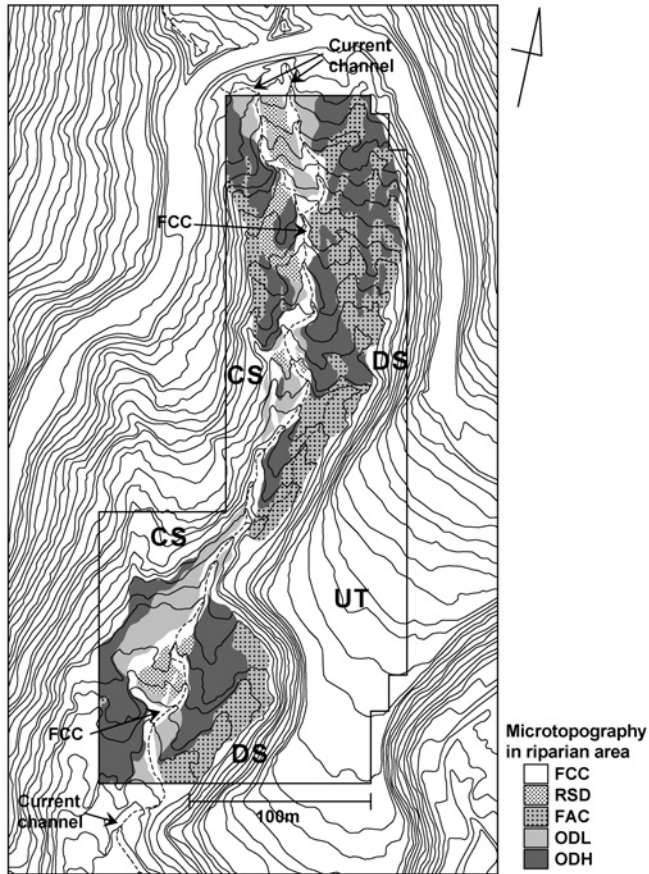 Current
channel
FCC
CS
DS
CS
UT
FCC
DS
Current
channel
100m
Microtopography
in riparian area
FCC
RSD
FAC
ODL
ODH